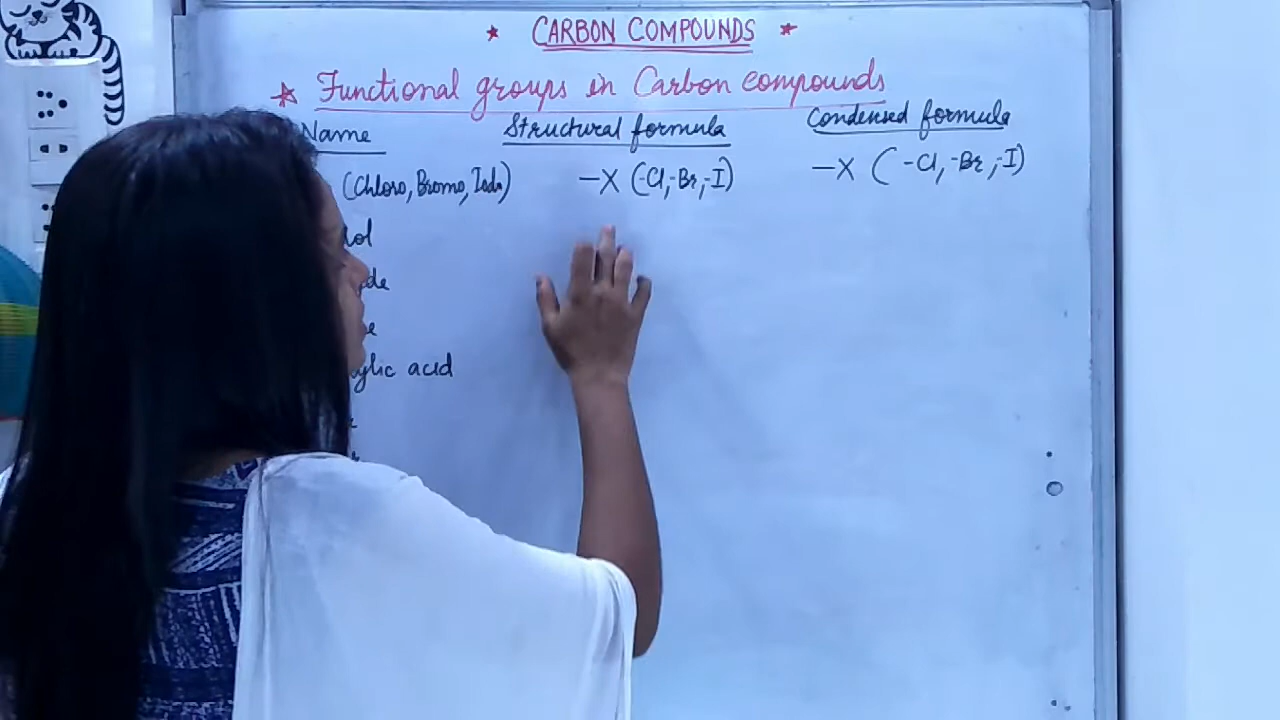 ★ CARBON COMPOUNDS ★
★ Functional groups in Carbon compounds
Name Structural formula Condensed formula
(Chloro, Bromo, Iodo) -X (-Cl, -Br, -I) -X ( -Cl, -Br, -I)
ol
de
e
ylic acid